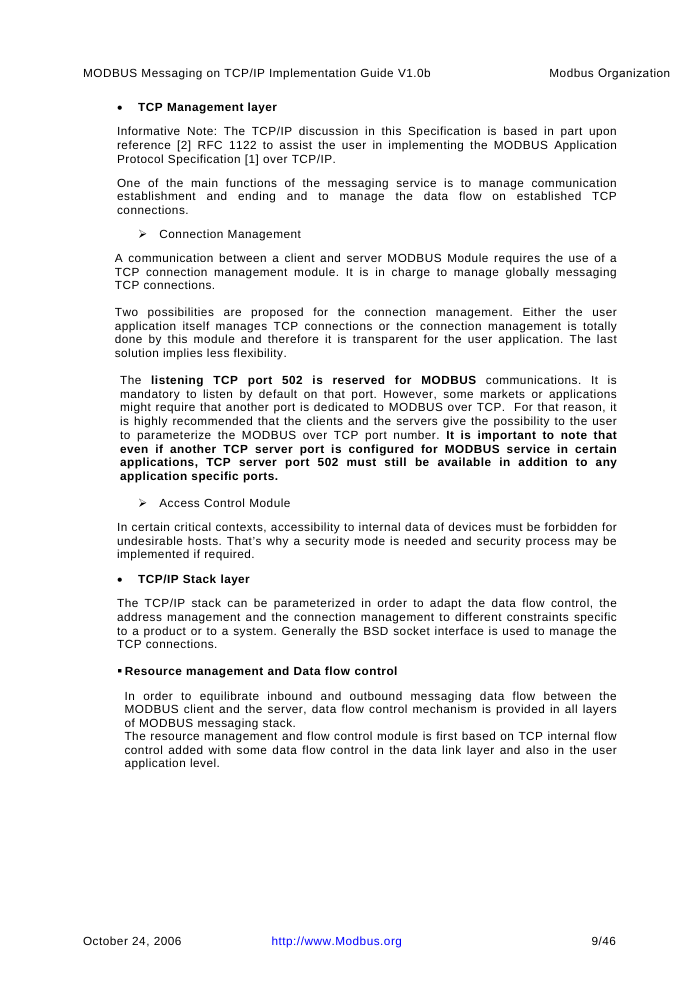 MODBUS Messaging on TCP/IP Implementation Guide V1.0b Modbus Organization
• TCP Management layer
Informative Note: The TCP/IP discussion in this Specification is based in part upon
reference [2] RFC 1122 to assist the user in implementing the MODBUS Application
Protocol Specification [1] over TCP/IP.
One of the main functions of the messaging service is to manage communication
establishment and ending and to manage the data flow on established TCP
connections.
➢ Connection Management
A communication between a client and server MODBUS Module requires the use of a
TCP connection management module. It is in charge to manage globally messaging
TCP connections.
Two possibilities are proposed for the connection management. Either the user
application itself manages TCP connections or the connection management is totally
done by this module and therefore it is transparent for the user application. The last
solution implies less flexibility.
The listening TCP port 502 is reserved for MODBUS communications. It is
mandatory to listen by default on that port. However, some markets or applications
might require that another port is dedicated to MODBUS over TCP. For that reason, it
is highly recommended that the clients and the servers give the possibility to the user
to parameterize the MODBUS over TCP port number. It is important to note that
even if another TCP server port is configured for MODBUS service in certain
applications, TCP server port 502 must still be available in addition to any
application specific ports.
➢ Access Control Module
In certain critical contexts, accessibility to internal data of devices must be forbidden for
undesirable hosts. That's why a security mode is needed and security process may be
implemented if required.
• TCP/IP Stack layer
The TCP/IP stack can be parameterized in order to adapt the data flow control, the
address management and the connection management to different constraints specific
to a product or to a system. Generally the BSD socket interface is used to manage the
TCP connections.
▪ Resource management and Data flow control
In order to equilibrate inbound and outbound messaging data flow between the
MODBUS client and the server, data flow control mechanism is provided in all layers
of MODBUS messaging stack.
The resource management and flow control module is first based on TCP internal flow
control added with some data flow control in the data link layer and also in the user
application level.
October 24, 2006 http://www.Modbus.org 9/46